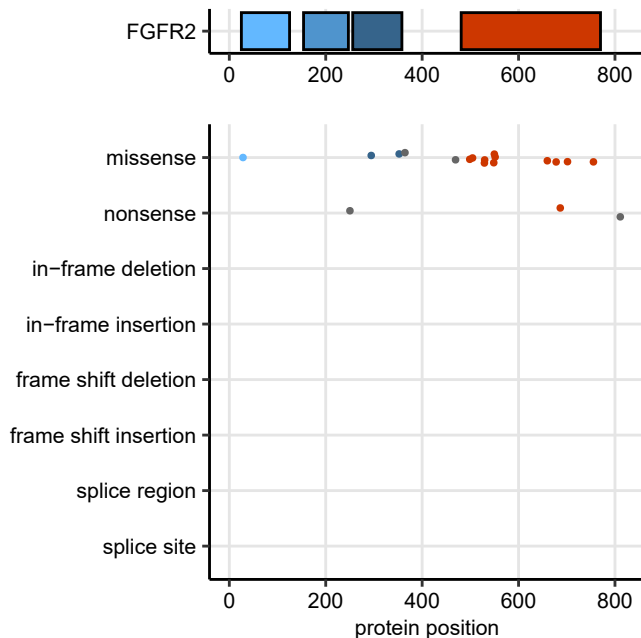 FGFR2
0 200 400 600 800
missense
nonsense
in−frame deletion
in−frame insertion
frame shift deletion
frame shift insertion
splice region
splice site
0 200 400 600 800
protein position